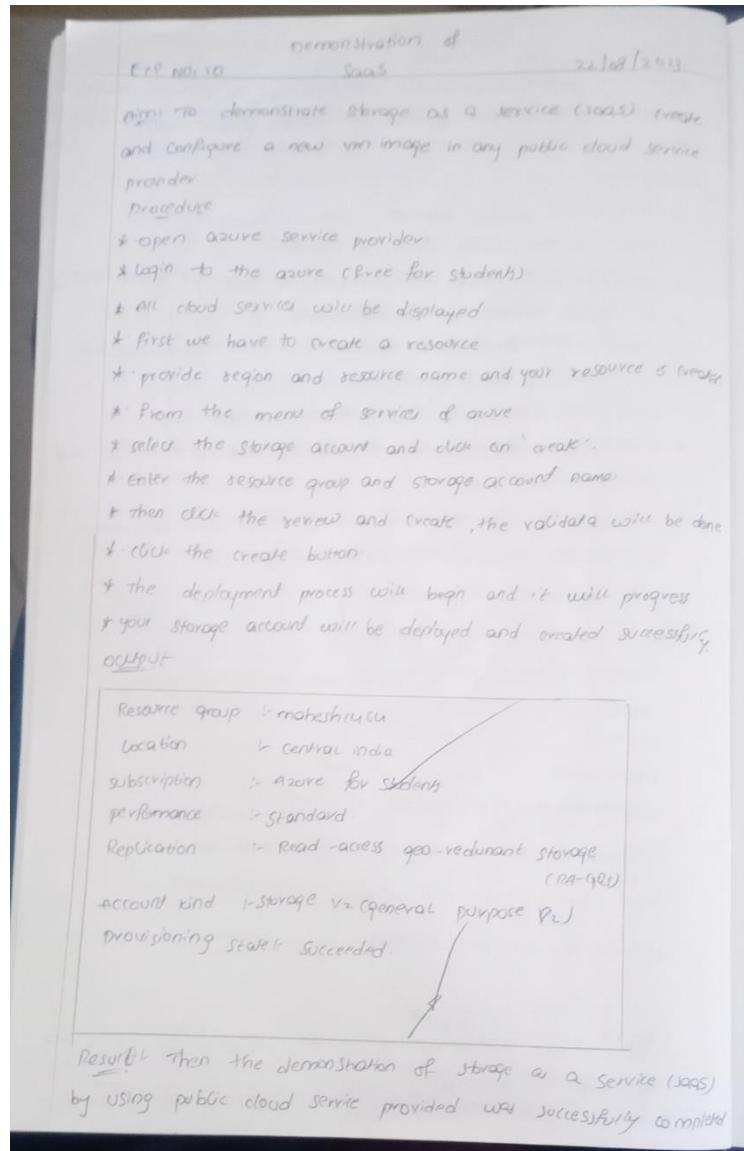 Demonstration of
EXP NO: 10 SaaS 22/08/2023
Aim: To demonstrate storage as a service (SaaS) create
and configure a new vm image in any public cloud service
provider
Procedure
* open azure service provider.
* Login to the azure (free for students).
* All cloud services will be displayed.
* first we have to create a resource
* provide region and resource name and your resource is create
* From the menu of services of azure
* select the storage account and click on 'create'.
* Enter the resource group and storage account name.
* then click the review and create, the validata will be done
* click the create button.
* The deployment process will begin and it will progress
* your storage account will be deployed and created successfully.
output
Resource group :-
Location :- central india
subscription :- Azure for students
performance :- standard
Replication :- Read-access geo-redunant storage
(RA-GRS)
Account kind :- storage V2 (general purpose V2)
provisioning state:- Succeeded.
Result:- Then the demonstration of storage as a service (SaaS)
by using public cloud service provided was successfully completed